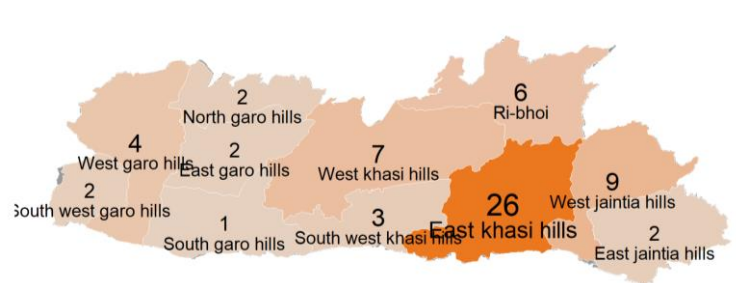 2
North garo hills
6
Ri-bhoi
4
West garo hills
2
East garo hills
7
West khasi hills
9
West jaintia hills
2
South west garo hills
1
South garo hills
3
South west khasi hills
26
East khasi hills
2
East jaintia hills